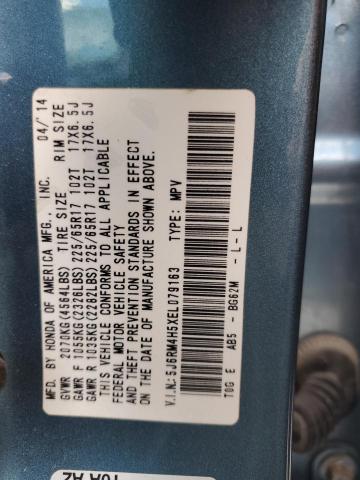 MFD. BY HONDA OF AMERICA MFG., INC. 04/'14
GVWR 2070KG(4564LBS) TIRE SIZE RIM SIZE
GAWR F 1055KG(2326LBS) 225/65R17 102T 17X6.5J
GAWR R 1035KG(2282LBS) 225/65R17 102T 17X6.5J
THIS VEHICLE CONFORMS TO ALL APPLICABLE
FEDERAL MOTOR VEHICLE SAFETY
AND THEFT PREVENTION STANDARDS IN EFFECT
ON THE DATE OF MANUFACTURE SHOWN ABOVE.
V.I.N.:5J6RM4H5XEL079163 TYPE: MPV
T0G E AB5 - BG62M - L - L
T0A AZ